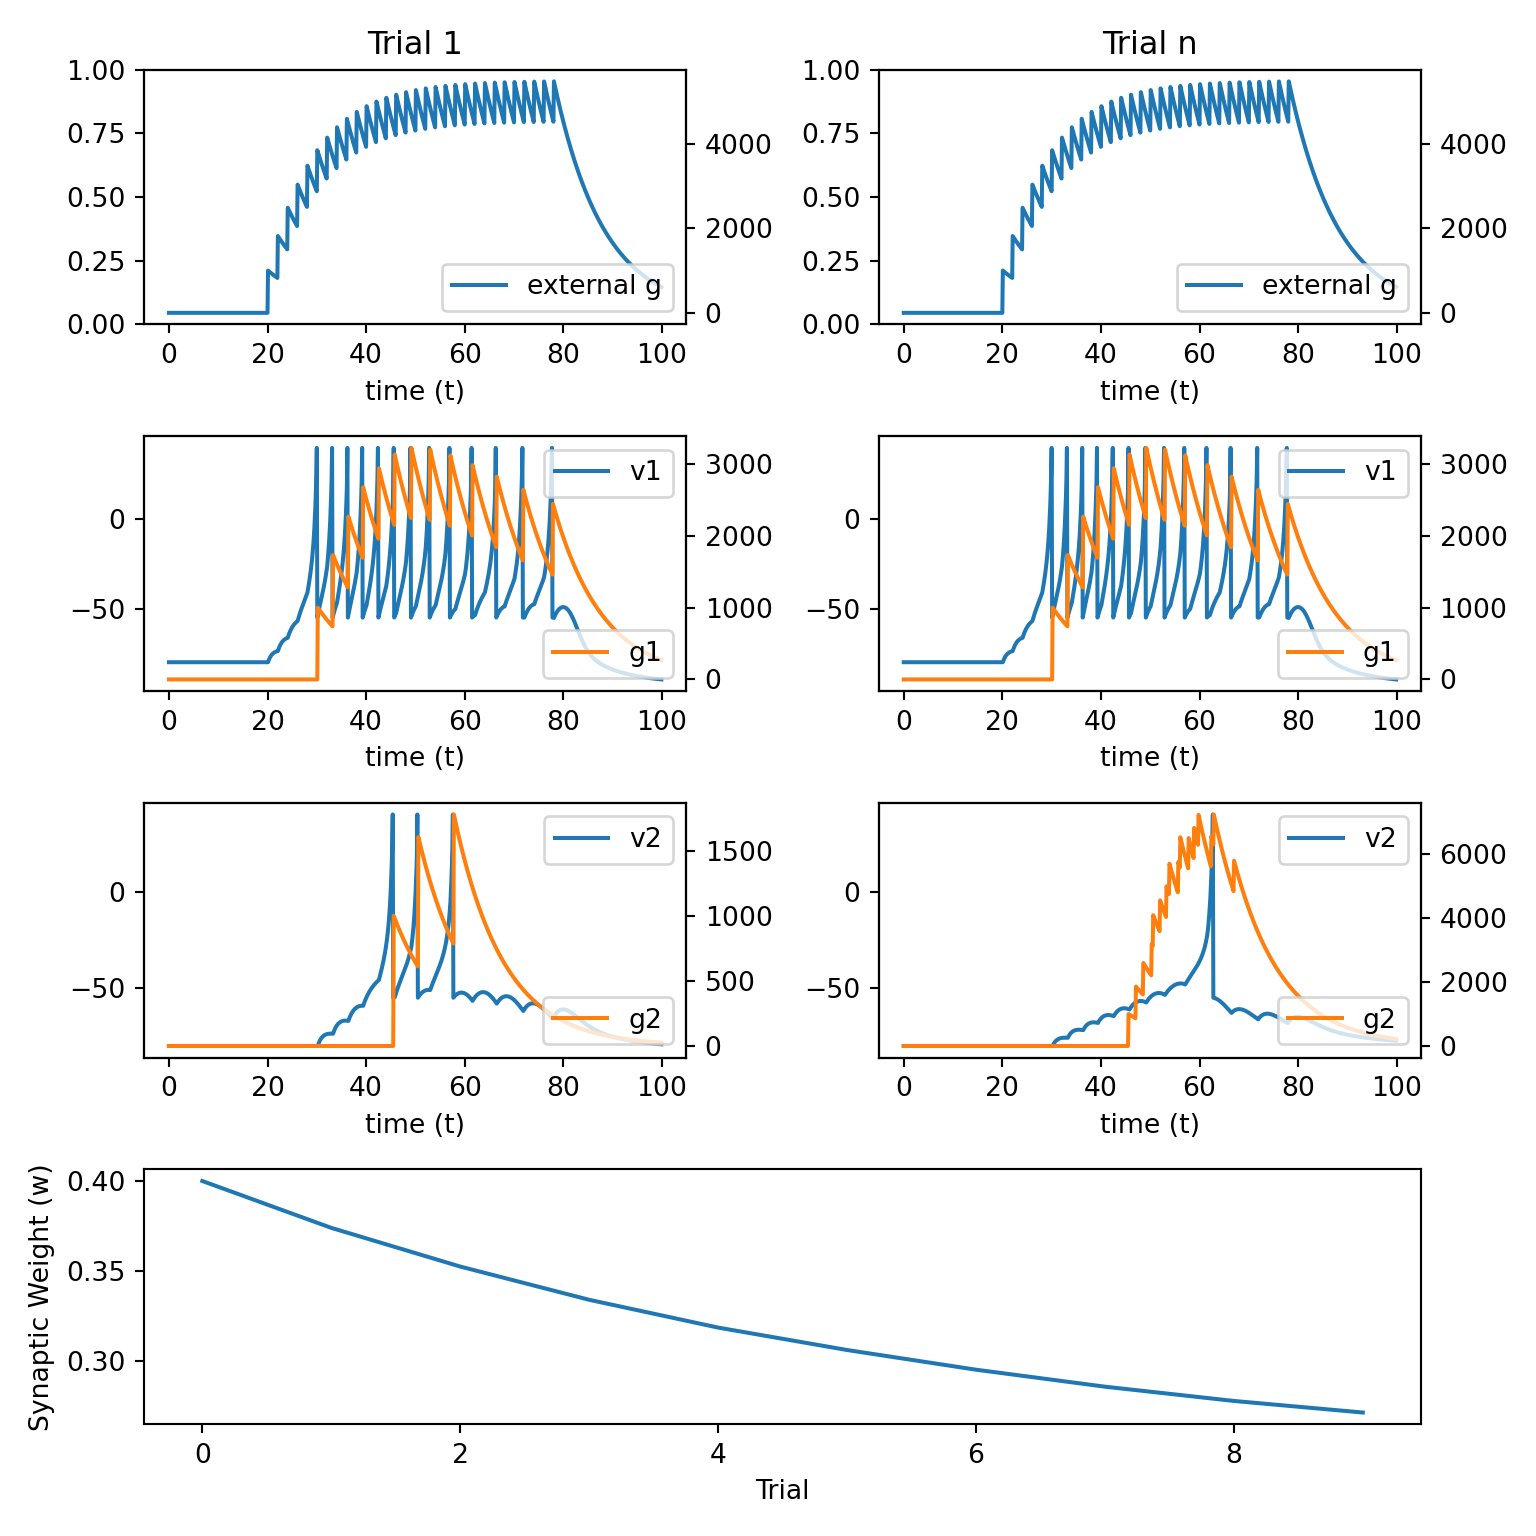 Trial 1 Trial n
1.00 1.00
0.75 4000 0.75 4000
0.50 0.50
2000 2000
0.25 0.25
external g external g
0.00 0 0.00 0
0 20 40 60 80 100 0 20 40 60 80 100
time (t) time (t)
v1 3000 v1 3000
0 2000 0 2000
−50 1000 −50 1000
g1 0 g1 0
0 20 40 60 80 100 0 20 40 60 80 100
time (t) time (t)
v2 v2
1500 6000
0 1000 0 4000
−50 500 −50 2000
g2 0 g2 0
0 20 40 60 80 100 0 20 40 60 80 100
time (t) time (t)
Synaptic Weight (w)
0.40
0.35
0.30
0 2 4 6 8
Trial